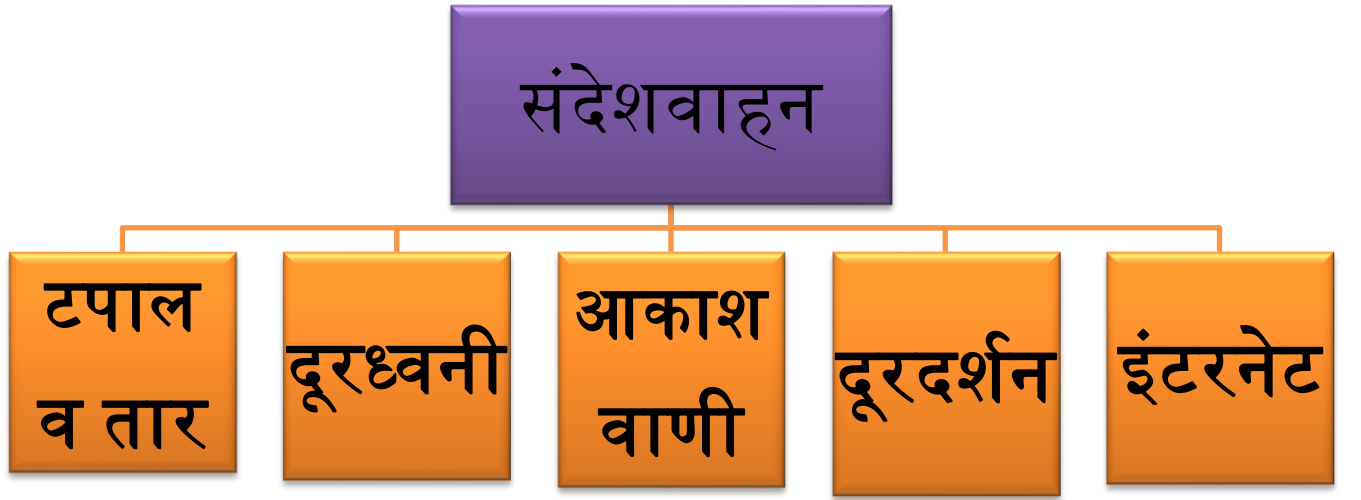 संदेशवाहन
टपाल
व तार
दूरध्वनी
आकाश
वाणी
दूरदर्शन
इंटरनेट